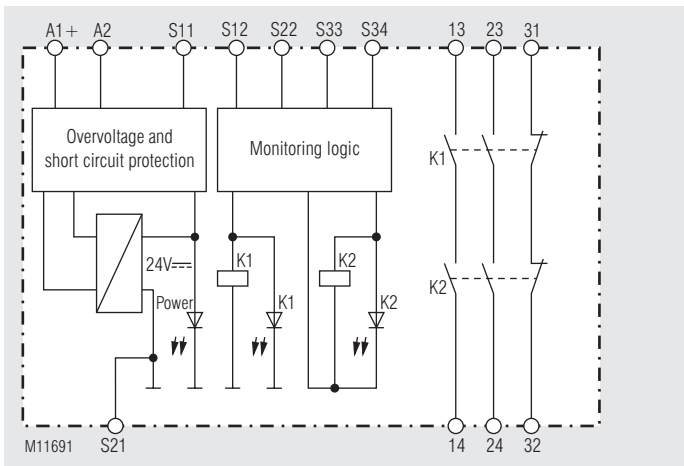 A1+ A2 S11 S12 S22 S33 S34 13 23 31
Overvoltage and
short circuit protection
Monitoring logic
K1
24V⎓ K1 K2
K2
Power K1 K2
M11691 S21 14 24 32